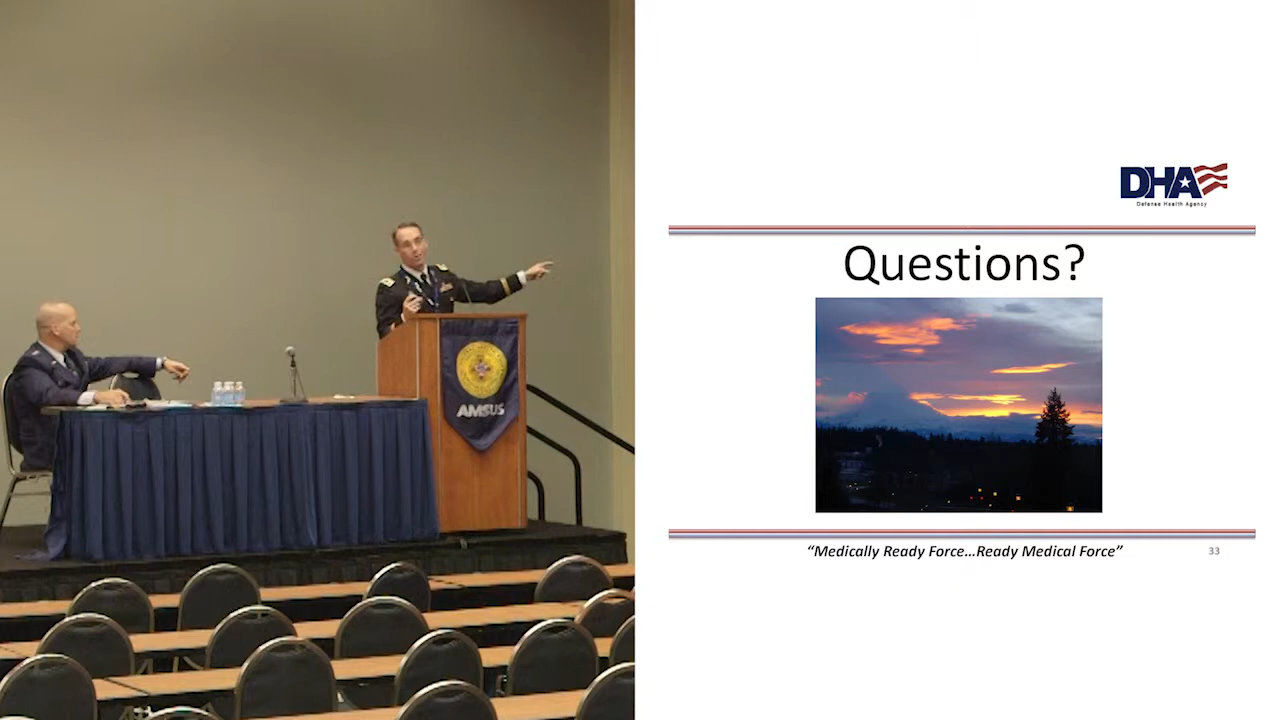 AMSUS
DHA
Defense Health Agency
Questions?
“Medically Ready Force…Ready Medical Force”
33